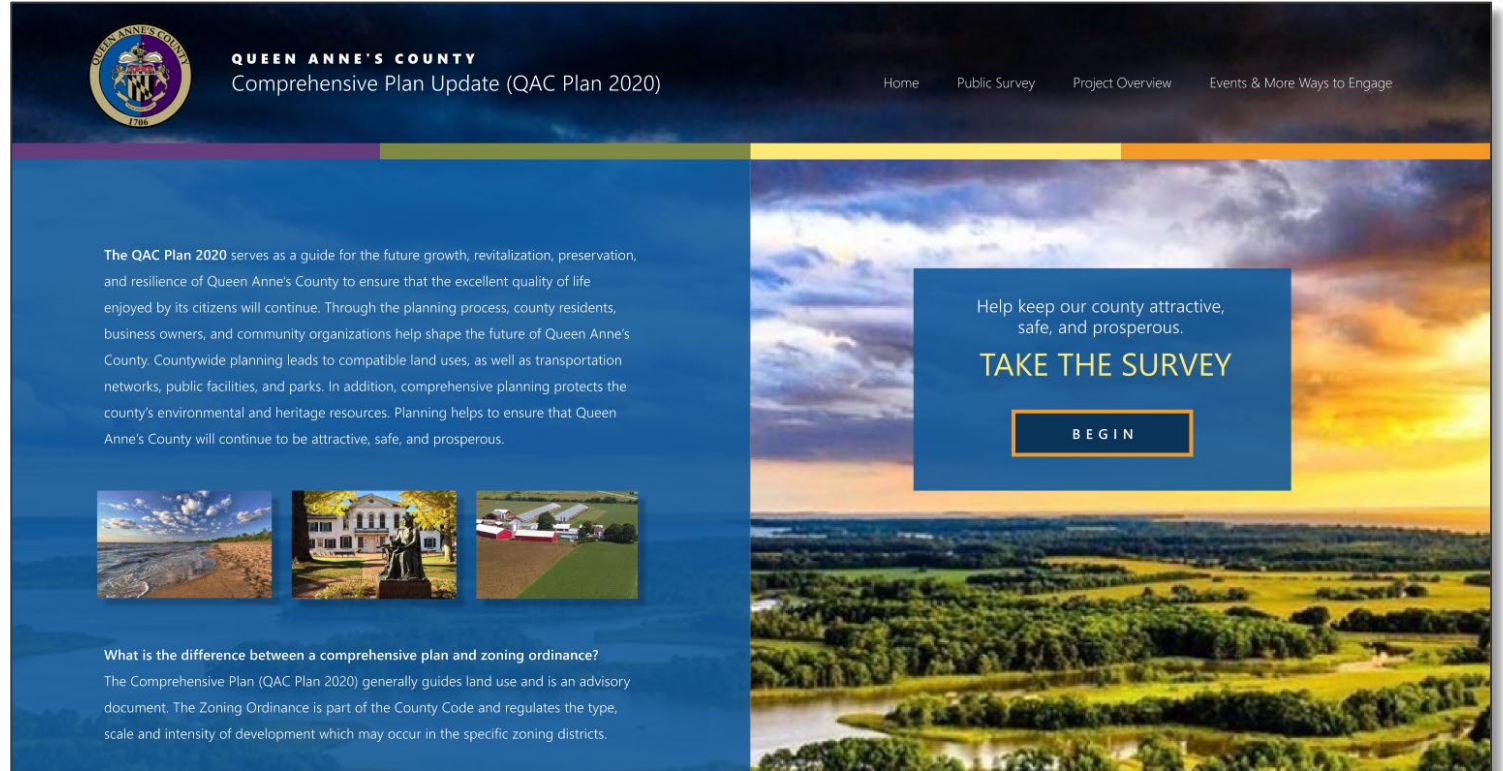 QUEEN ANNE'S COUNTY
1706
QUEEN ANNE'S COUNTY
Comprehensive Plan Update (QAC Plan 2020)
Home Public Survey Project Overview Events & More Ways to Engage
The QAC Plan 2020 serves as a guide for the future growth, revitalization, preservation,
and resilience of Queen Anne's County to ensure that the excellent quality of life
enjoyed by its citizens will continue. Through the planning process, county residents,
business owners, and community organizations help shape the future of Queen Anne's
County. Countywide planning leads to compatible land uses, as well as transportation
networks, public facilities, and parks. In addition, comprehensive planning protects the
county's environmental and heritage resources. Planning helps to ensure that Queen
Anne's County will continue to be attractive, safe, and prosperous.
What is the difference between a comprehensive plan and zoning ordinance?
The Comprehensive Plan (QAC Plan 2020) generally guides land use and is an advisory
document. The Zoning Ordinance is part of the County Code and regulates the type,
scale and intensity of development which may occur in the specific zoning districts.
Help keep our county attractive,
safe, and prosperous.
TAKE THE SURVEY
BEGIN